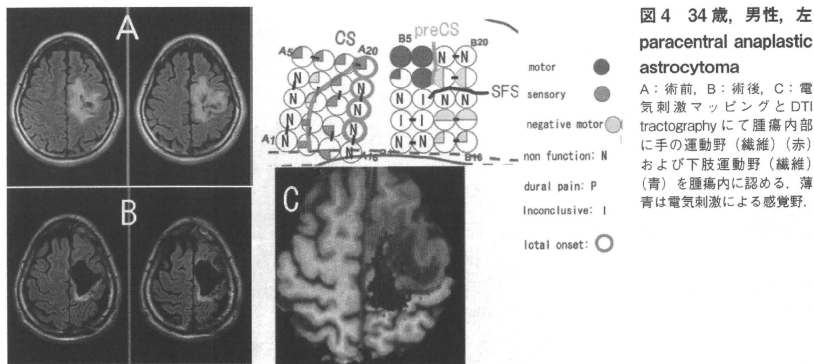 A
B
C
CS
A5
A20
A1
A16
preCS
B5
B20
B16
SFS
N N
N
N
N I N N
I I N N
N N
motor
sensory
negative motor
non function: N
dural pain: P
Inconclusive: I
Ictal onset:
図4 34歳，男性，左
paracentral anaplastic
astrocytoma
A：術前，B：術後，C：電
気刺激マッピングとDTI
tractographyにて腫瘍内部
に手の運動野（繊維）（赤）
および下肢運動野（繊維）
（青）を腫瘍内に認める．薄
青は電気刺激による感覚野．